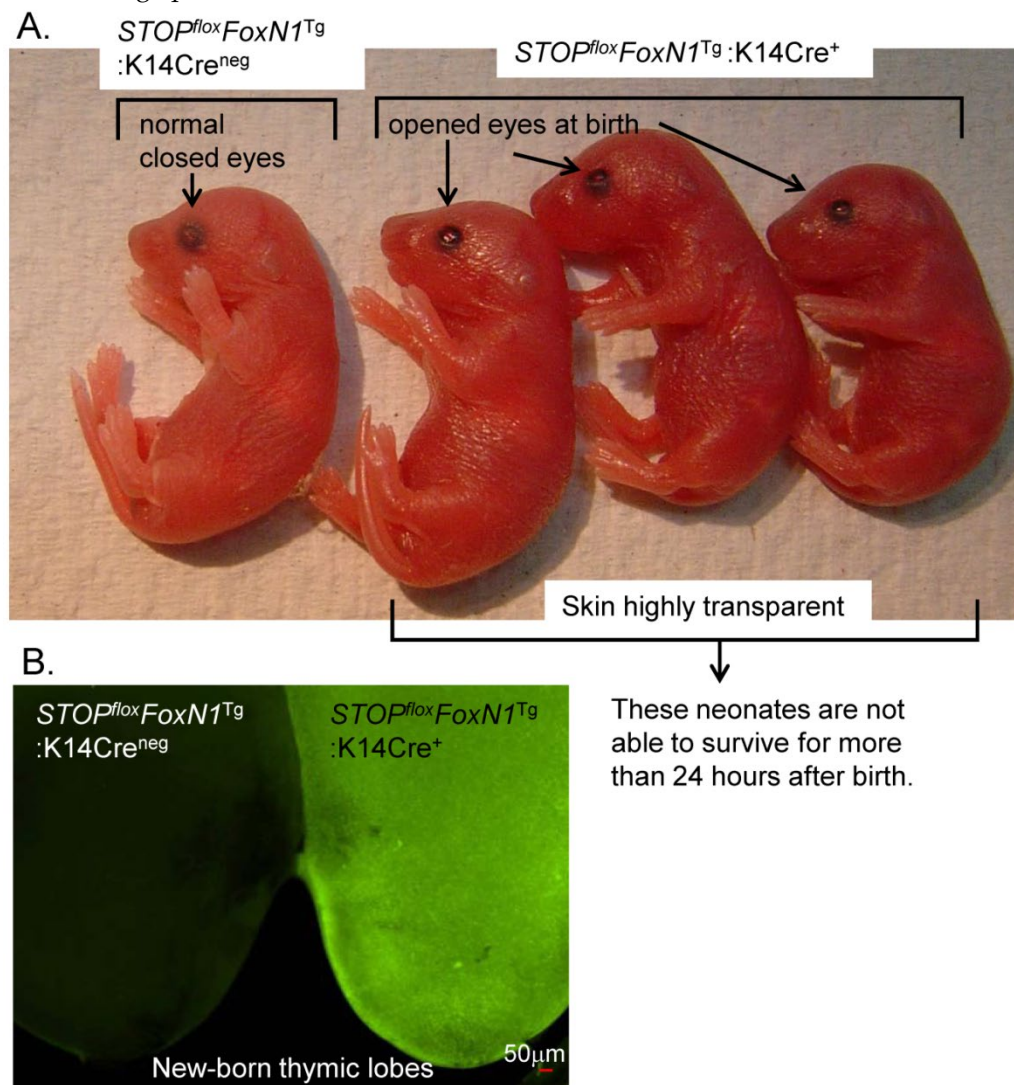 A.
STOPfloxFoxN1Tg
:K14Creneg
STOPfloxFoxN1Tg:K14Cre+
normal
closed eyes
opened eyes at birth
Skin highly transparent
B.
STOPfloxFoxN1Tg
:K14Creneg
STOPfloxFoxN1Tg
:K14Cre+
New-born thymic lobes
50μm
These neonates are not
able to survive for more
than 24 hours after birth.